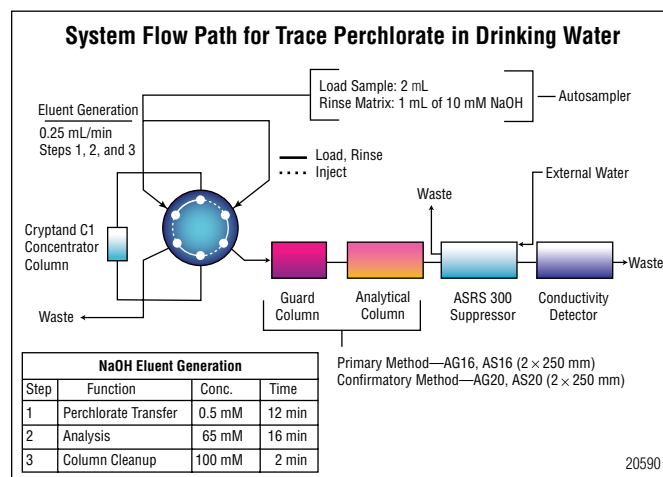 System Flow Path for Trace Perchlorate in Drinking Water
Load Sample: 2 mL
Rinse Matrix: 1 mL of 10 mM NaOH
Autosampler
Eluent Generation
0.25 mL/min
Steps 1, 2, and 3
Load, Rinse
Inject
Cryptand C1
Concentrator
Column
Waste
Waste
External Water
Waste
Guard
Column
Analytical
Column
ASRS 300
Suppressor
Conductivity
Detector
Primary Method—AG16, AS16 (2 × 250 mm)
Confirmatory Method—AG20, AS20 (2 × 250 mm)
NaOH Eluent Generation
Step Function Conc. Time
1 Perchlorate Transfer 0.5 mM 12 min
2 Analysis 65 mM 16 min
3 Column Cleanup 100 mM 2 min
20590